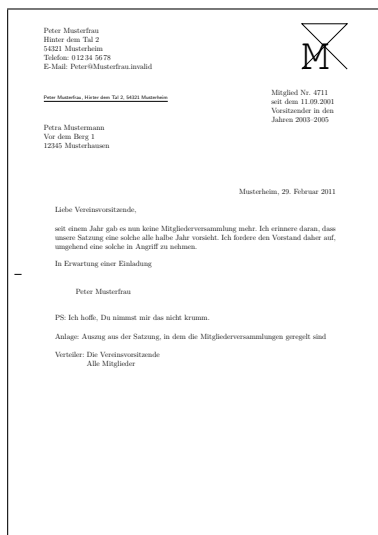 Peter Musterfrau
Hinter dem Tal 2
54321 Musterheim
Telefon: 0 12 34 56 78
E-Mail: Peter@Musterfrau.invalid
M
Peter Musterfrau, Hinter dem Tal 2, 54321 Musterheim
Mitglied Nr. 4711
seit dem 11.09.2001
Vorsitzender in den
Jahren 2003–2005
Petra Mustermann
Vor dem Berg 1
12345 Musterhausen
Musterheim, 29. Februar 2011
Liebe Vereinsvorsitzende,
seit einem Jahr gab es nun keine Mitgliederversammlung mehr. Ich erinnere daran, dass
unsere Satzung eine solche alle halbe Jahr vorsieht. Ich fordere den Vorstand daher auf,
umgehend eine solche in Angriff zu nehmen.
In Erwartung einer Einladung
Peter Musterfrau
PS: Ich hoffe, Du nimmst mir das nicht krumm.
Anlage: Auszug aus der Satzung, in dem die Mitgliederversammlungen geregelt sind
Verteiler: Die Vereinsvorsitzende
Alle Mitglieder